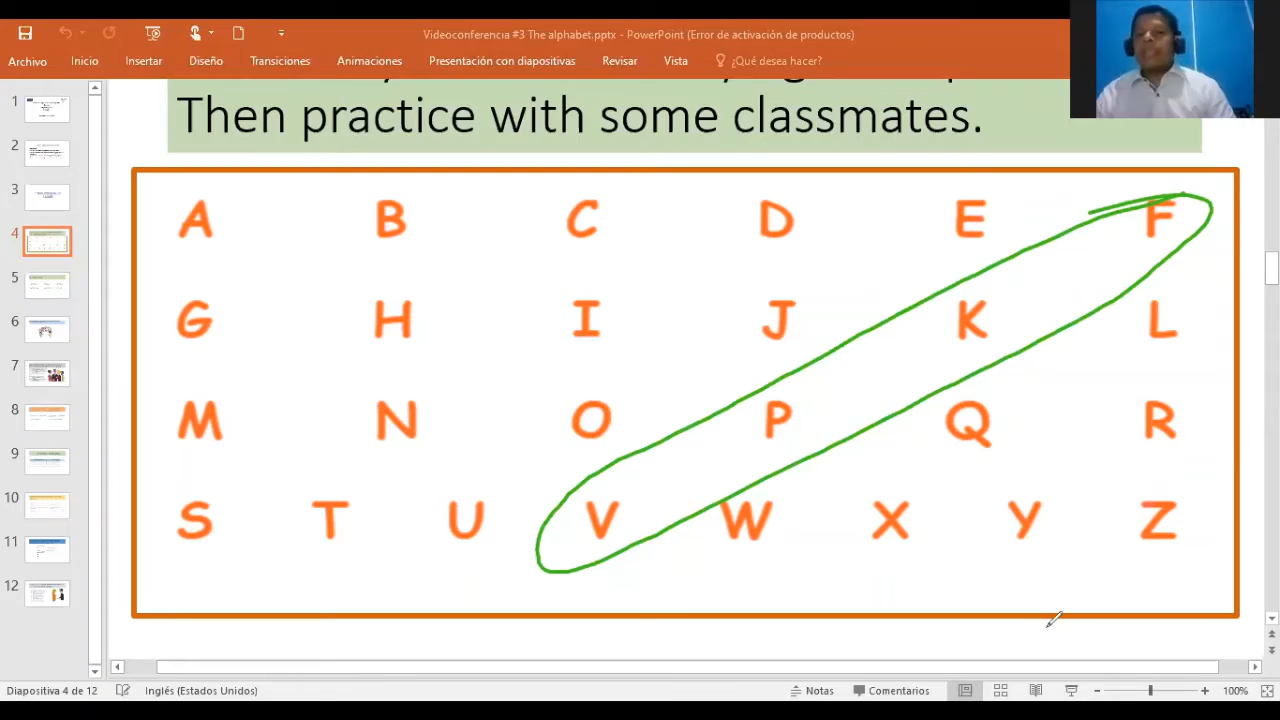 Videoconferencia #3 The alphabet.pptx - PowerPoint (Error de activación de productos)
Archivo Inicio Insertar Diseño Transiciones Animaciones Presentación con diapositivas Revisar Vista ¿Qué desea hacer?
Then practice with some classmates.
A B C D E F
G H I J K L
M N O P Q R
S T U V W X Y Z
1
2
3
4
5
6
7
8
9
10
11
12
Diapositiva 4 de 12 Inglés (Estados Unidos) Notas Comentarios 100%